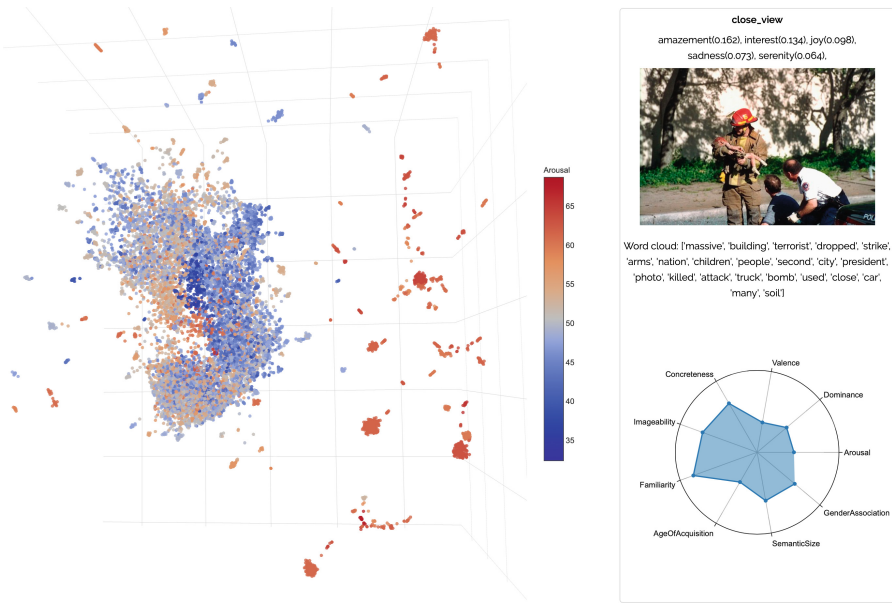 Arousal
65
60
55
50
45
40
35
close_view
amazement(0.162), interest(0.134), joy(0.098),
sadness(0.073), serenity(0.064),
Word cloud: ['massive', 'building', 'terrorist', 'dropped', 'strike',
'arms', 'nation', 'children', 'people', 'second', 'city', 'president',
'photo', 'killed', 'attack', 'truck', 'bomb', 'used', 'close', 'car',
'many', 'soil']
Valence
Concreteness
Dominance
Imageability
Arousal
Familiarity
GenderAssociation
AgeOfAcquisition
SemanticSize